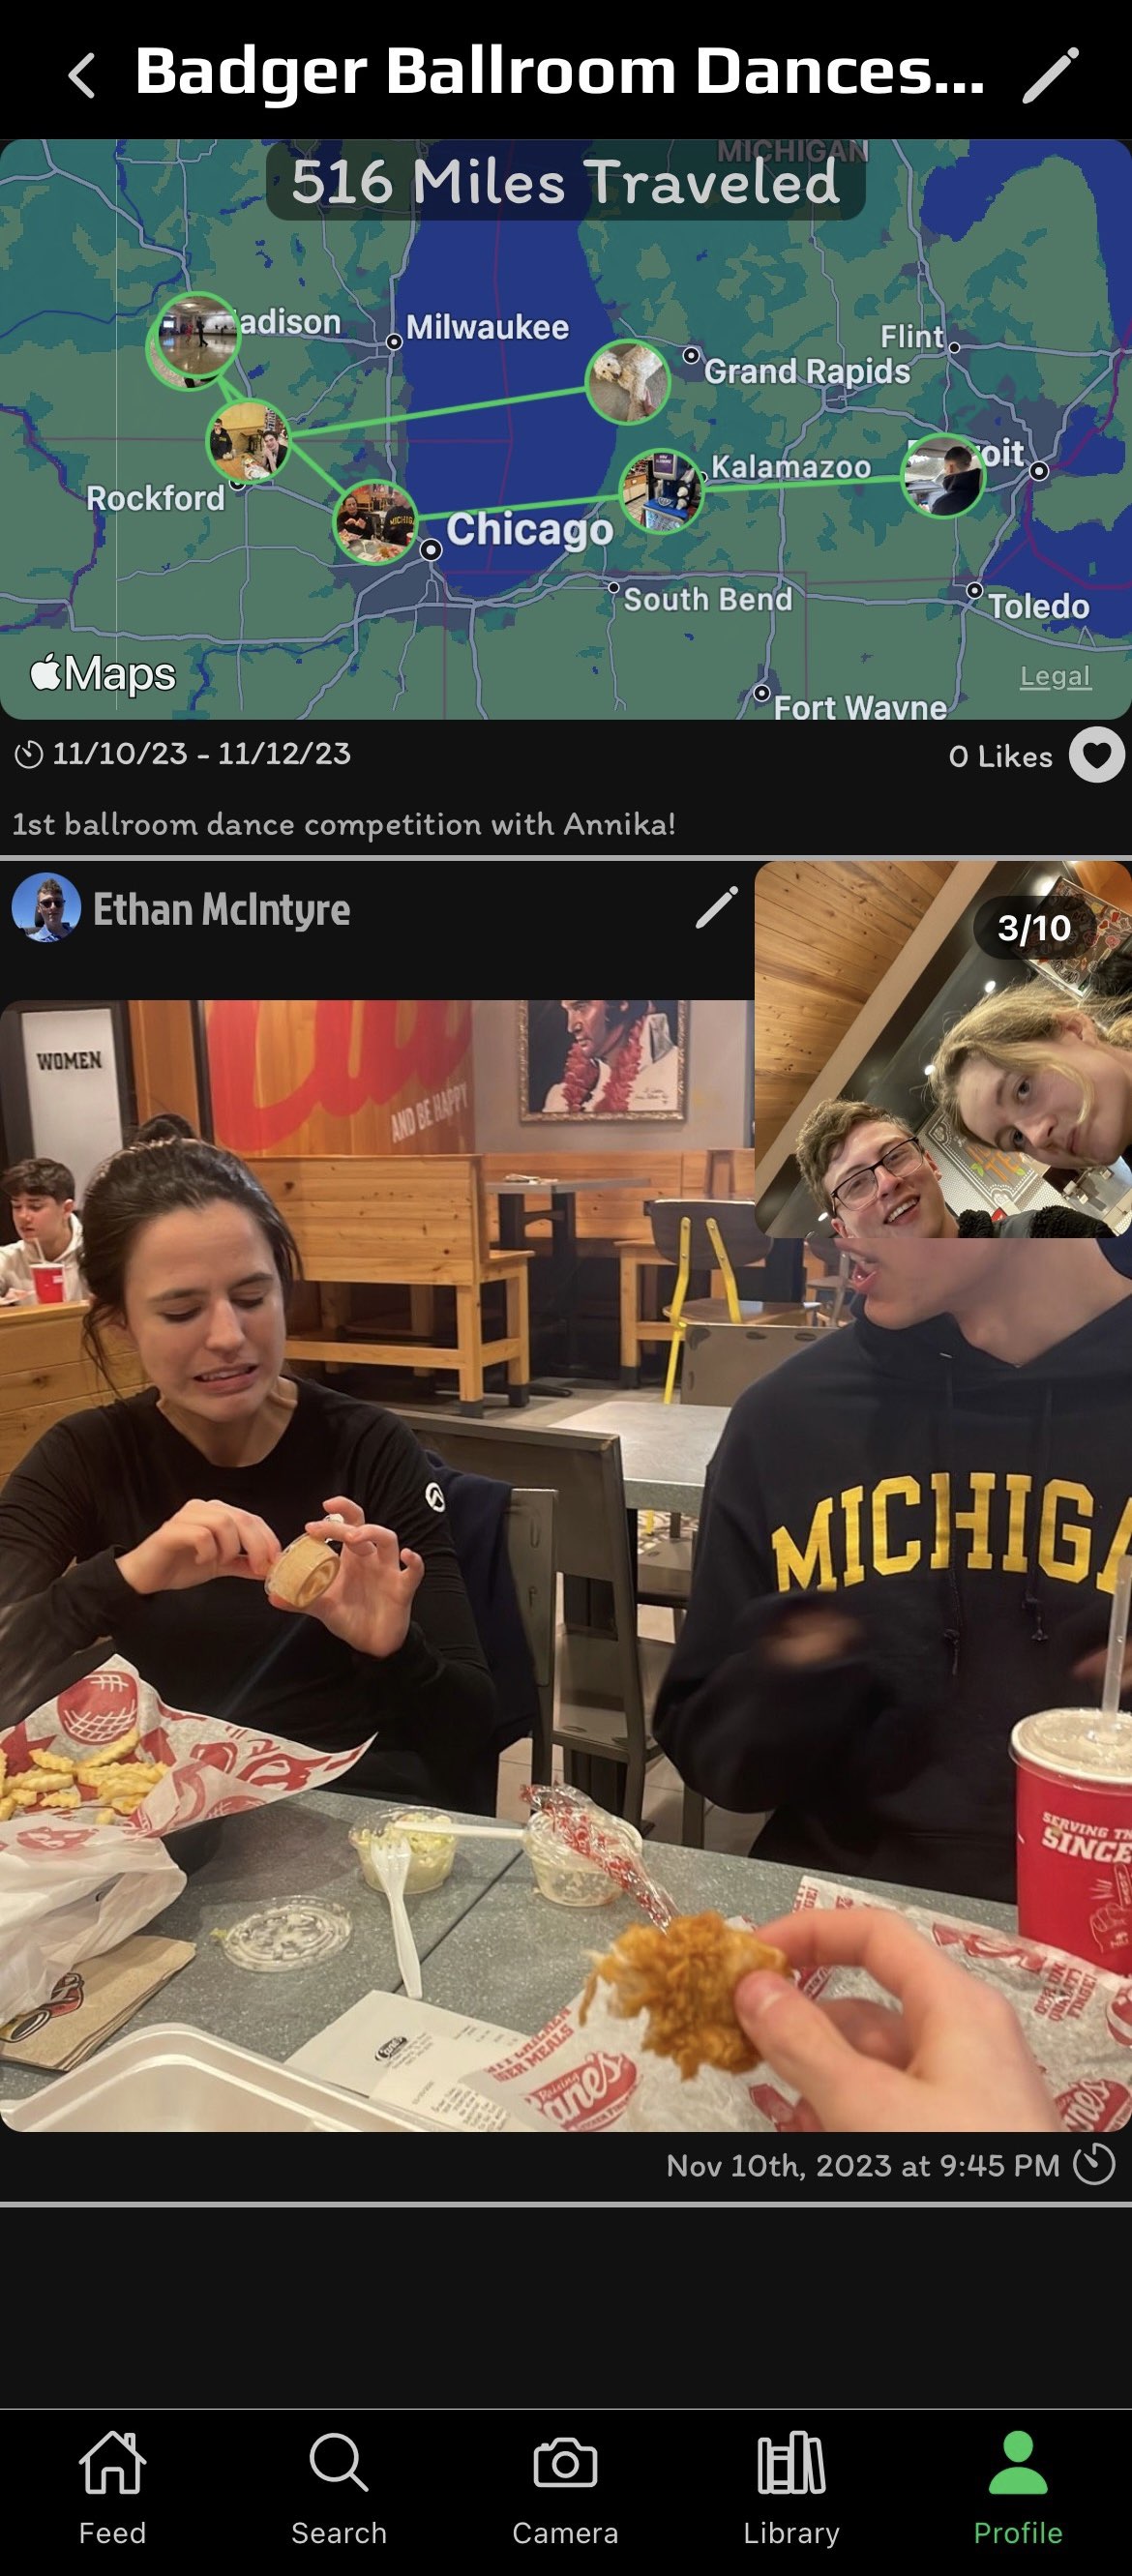 Badger Ballroom Dances...
MICHIGAN
516 Miles Traveled
adison
Milwaukee
Flint
Grand Rapids
oit
Kalamazoo
Rockford
Chicago
South Bend
Toledo
Maps
Legal
Fort Wayne
11/10/23 - 11/12/23
0 Likes
1st ballroom dance competition with Annika!
Ethan McIntyre
3/10
WOMEN
AND BE HAPPY
MICHIGA
SERVING TH
SINCE
Raising
ane's
Nov 10th, 2023 at 9:45 PM
Feed
Search
Camera
Library
Profile